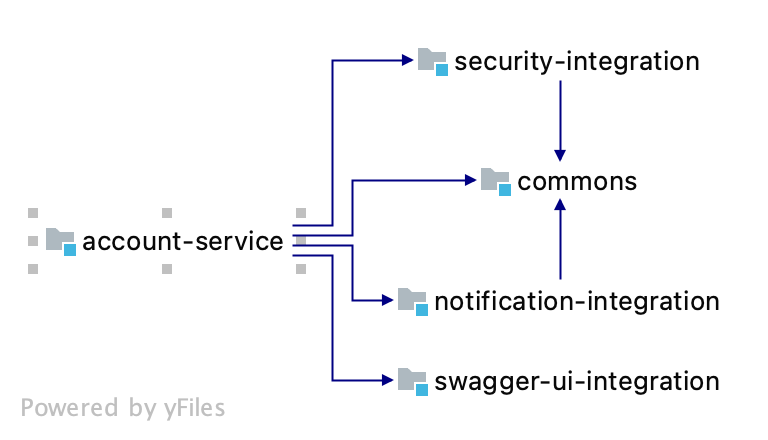 security-integration
commons
account-service
notification-integration
swagger-ui-integration
Powered by yFiles